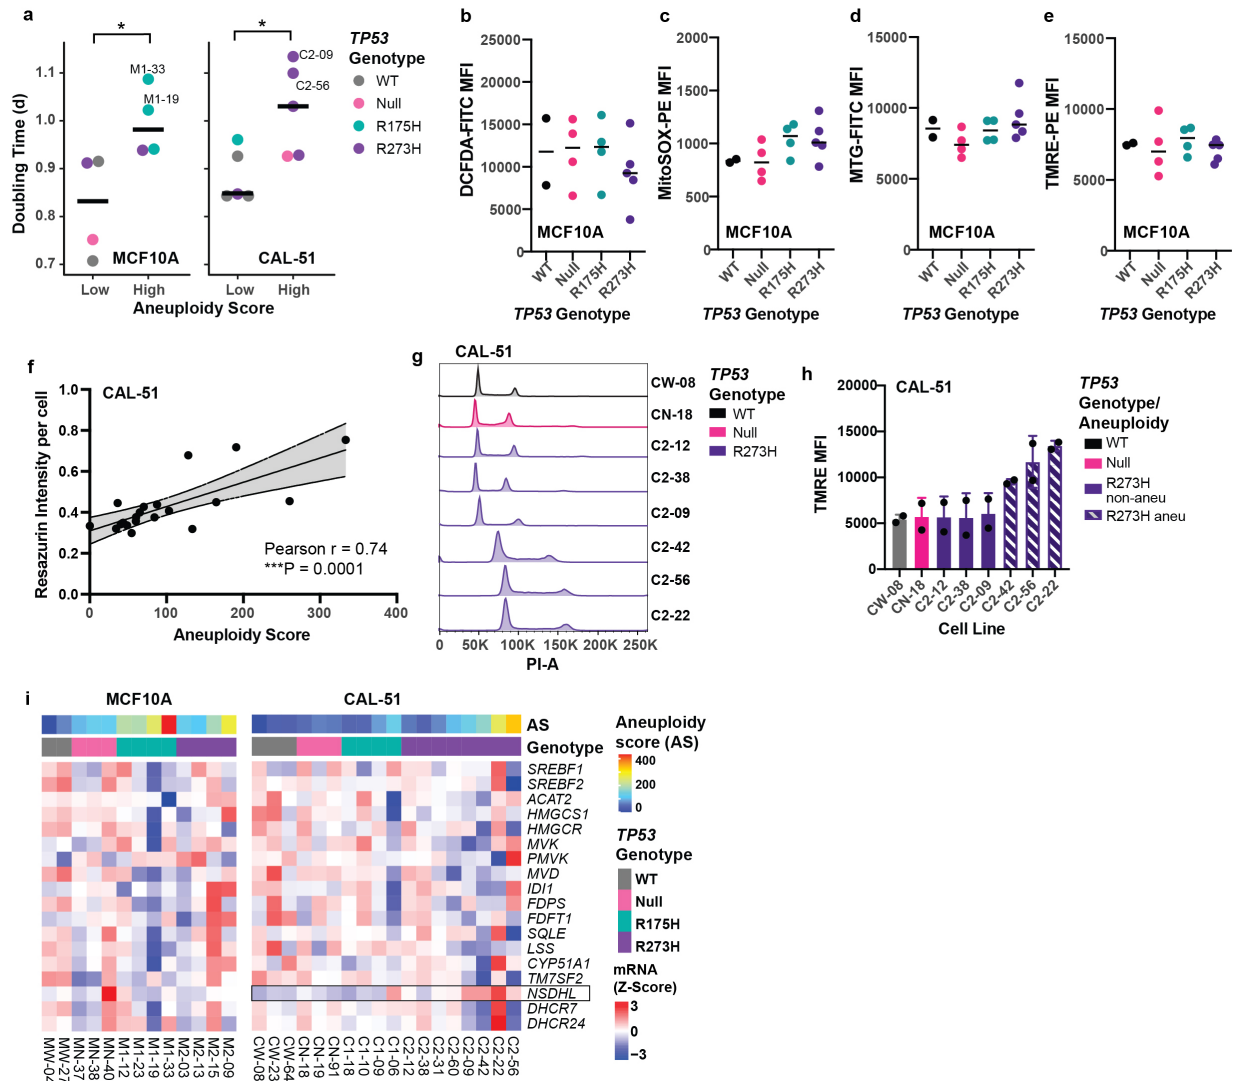 a
*
*
M1-33
M1-19
C2-09
C2-56
TP53
Genotype
WT
Null
R175H
R273H
Doubling Time (d)
1.1
1.0
0.9
0.8
0.7
MCF10A
CAL-51
Low
High
Low
High
Aneuploidy Score
b
DCFDA-FITC MFI
25000
20000
15000
10000
5000
0
MCF10A
WT
Null
R175H
R273H
TP53 Genotype
c
MitoSOX-PE MFI
2000
1500
1000
500
0
MCF10A
WT
Null
R175H
R273H
TP53 Genotype
d
MTG-FITC MFI
15000
10000
5000
0
MCF10A
WT
Null
R175H
R273H
TP53 Genotype
e
TMRE-PE MFI
15000
10000
5000
0
MCF10A
WT
Null
R175H
R273H
TP53 Genotype
f
CAL-51
Resazurin Intensity per cell
1.0
0.8
0.6
0.4
0.2
0.0
Pearson r = 0.74
***P = 0.0001
0
100
200
300
400
Aneuploidy Score
g
CAL-51
CW-08
CN-18
C2-12
C2-38
C2-09
C2-42
C2-56
C2-22
0
50K
100K
150K
200K
250K
PI-A
TP53
Genotype
WT
Null
R273H
h
CAL-51
TMRE MFI
20000
15000
10000
5000
0
CW-08
CN-18
C2-12
C2-38
C2-09
C2-42
C2-56
C2-22
Cell Line
TP53
Genotype/
Aneuploidy
WT
Null
R273H
non-aneu
R273H aneu
i
MCF10A
CAL-51
AS
Genotype
SREBF1
SREBF2
ACAT2
HMGCS1
HMGCR
MVK
PMVK
MVD
IDI1
FDPS
FDFT1
SQLE
LSS
CYP51A1
TM7SF2
NSDHL
DHCR7
DHCR24
MW-04
MW-27
MN-37
MN-38
MN-40
M1-12
M1-23
M1-19
M1-33
M2-03
M2-13
M2-15
M2-09
CW-08
CW-23
CW-64
CN-18
CN-19
CN-91
C1-18
C1-10
C1-09
C1-06
C2-12
C2-38
C2-31
C2-60
C2-09
C2-42
C2-22
C2-56
Aneuploidy
score (AS)
400
200
0
TP53
Genotype
WT
Null
R175H
R273H
mRNA
(Z-Score)
3
0
−3